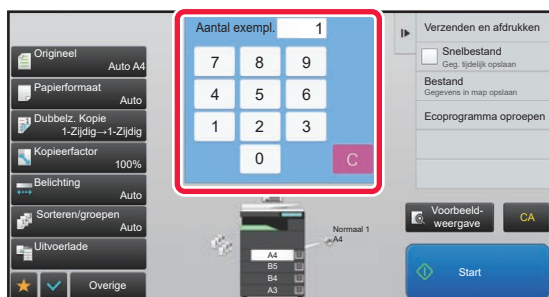 Aantal exempl. 1
7 8 9
4 5 6
1 2 3
0 C
Origineel
Auto A4
Papierformaat
Auto
Dubbelz. Kopie
1-Zijdig→1-Zijdig
Kopieerfactor
100%
Belichting
Auto
Sorteren/groepen
Auto
Uitvoerlade
Overige
Normaal 1
A4
A4
B5
B4
A3
Verzenden en afdrukken
Snelbestand
Geg. tijdelijk opslaan
Bestand
Gegevens in map opslaan
Ecoprogramma oproepen
Voorbeeld-
weergave
CA
Start